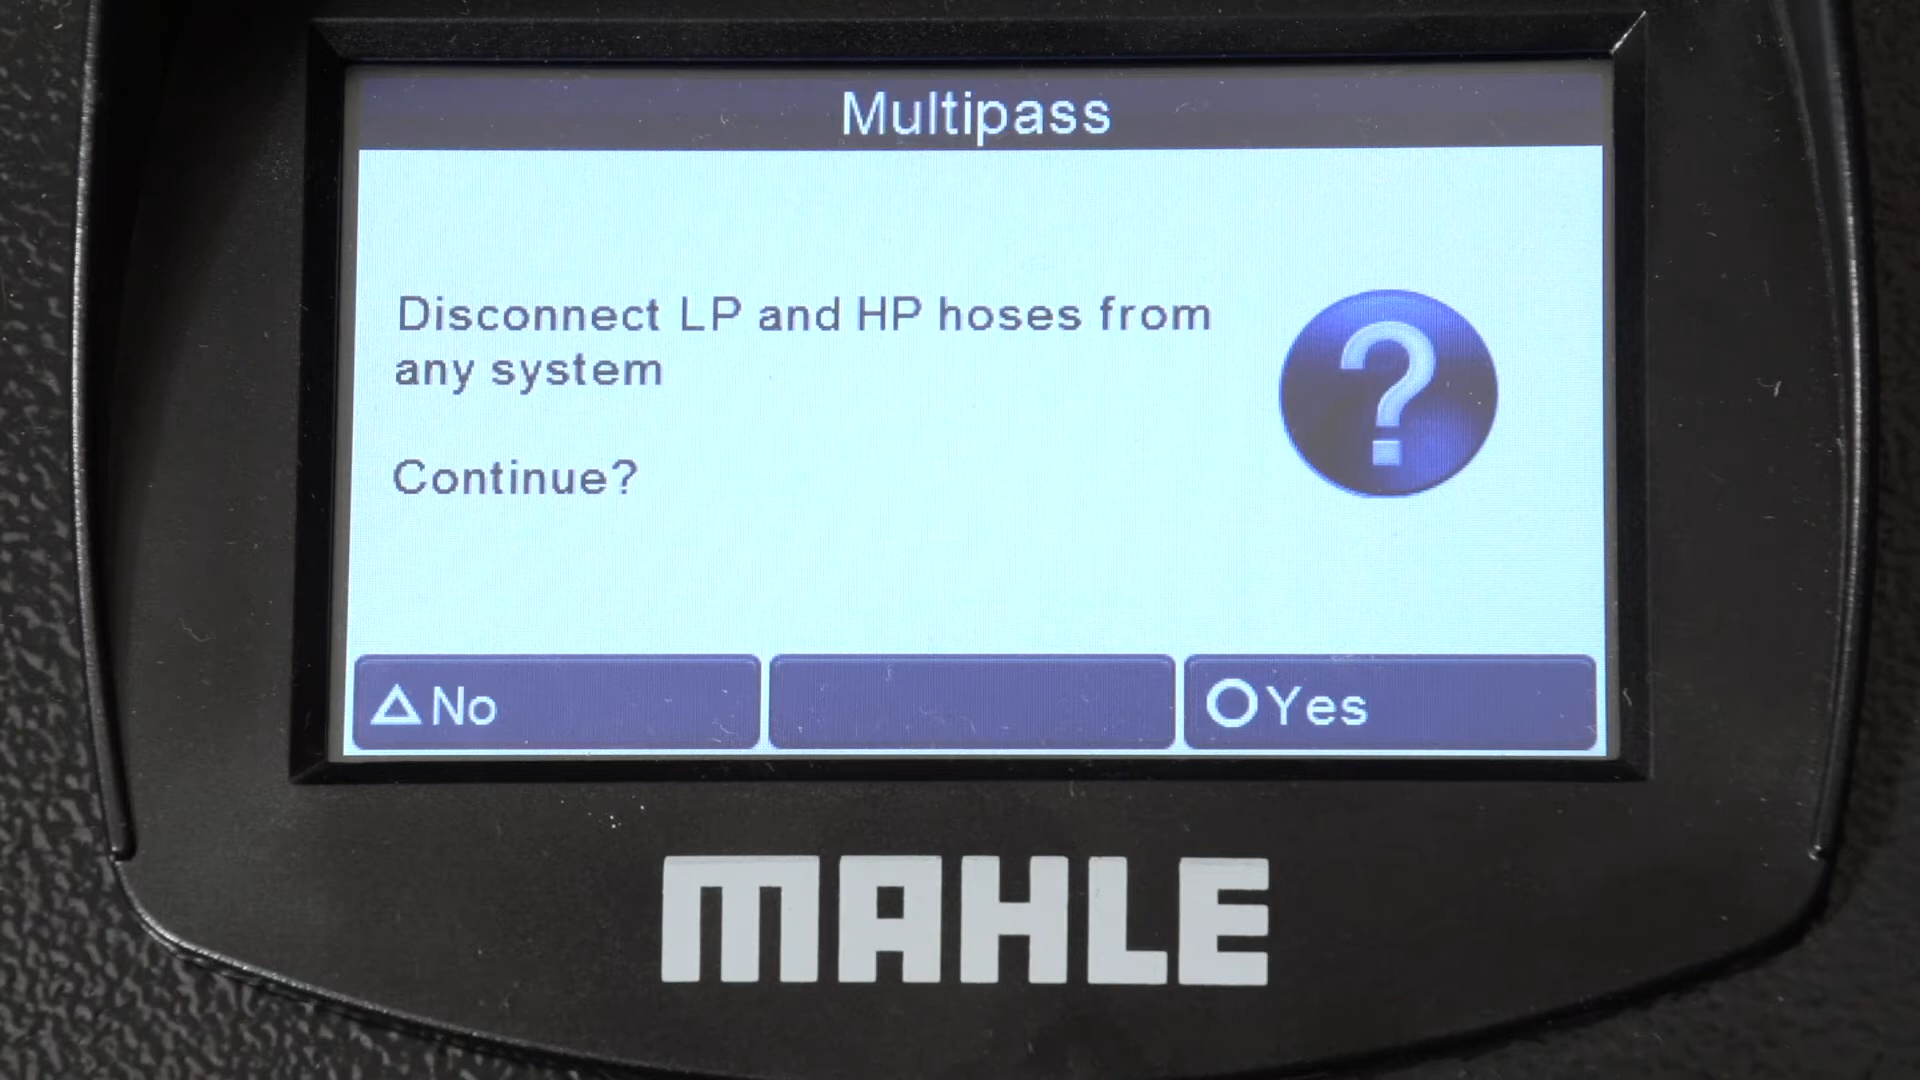 Multipass
Disconnect LP and HP hoses from
any system
Continue?
No
Yes
MAHLE